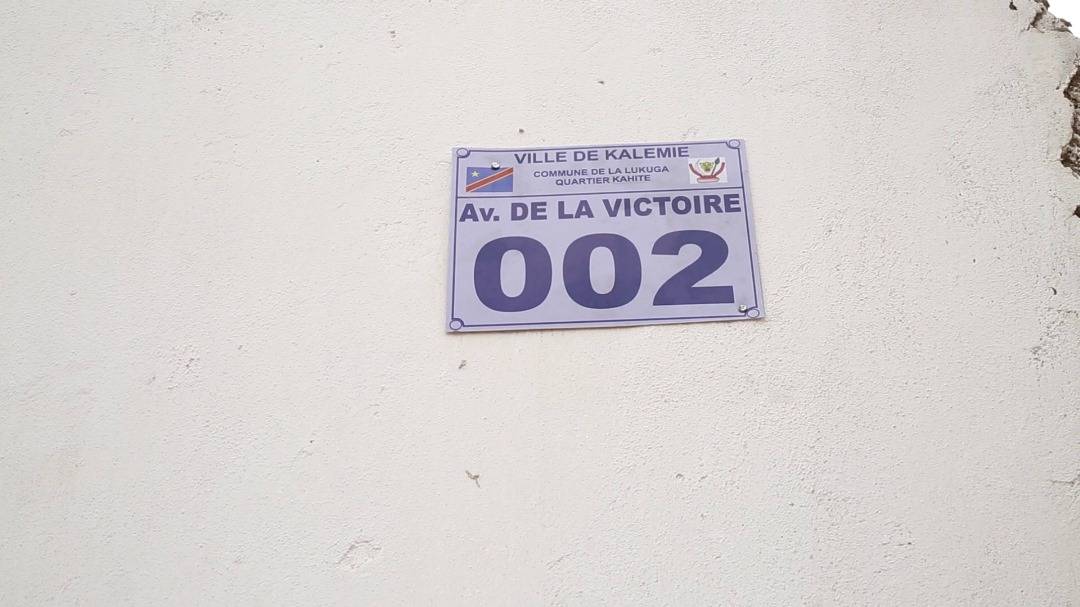 VILLE DE KALEMIE
COMMUNE DE LA LUKUGA
QUARTIER KAHITE
Av. DE LA VICTOIRE
002